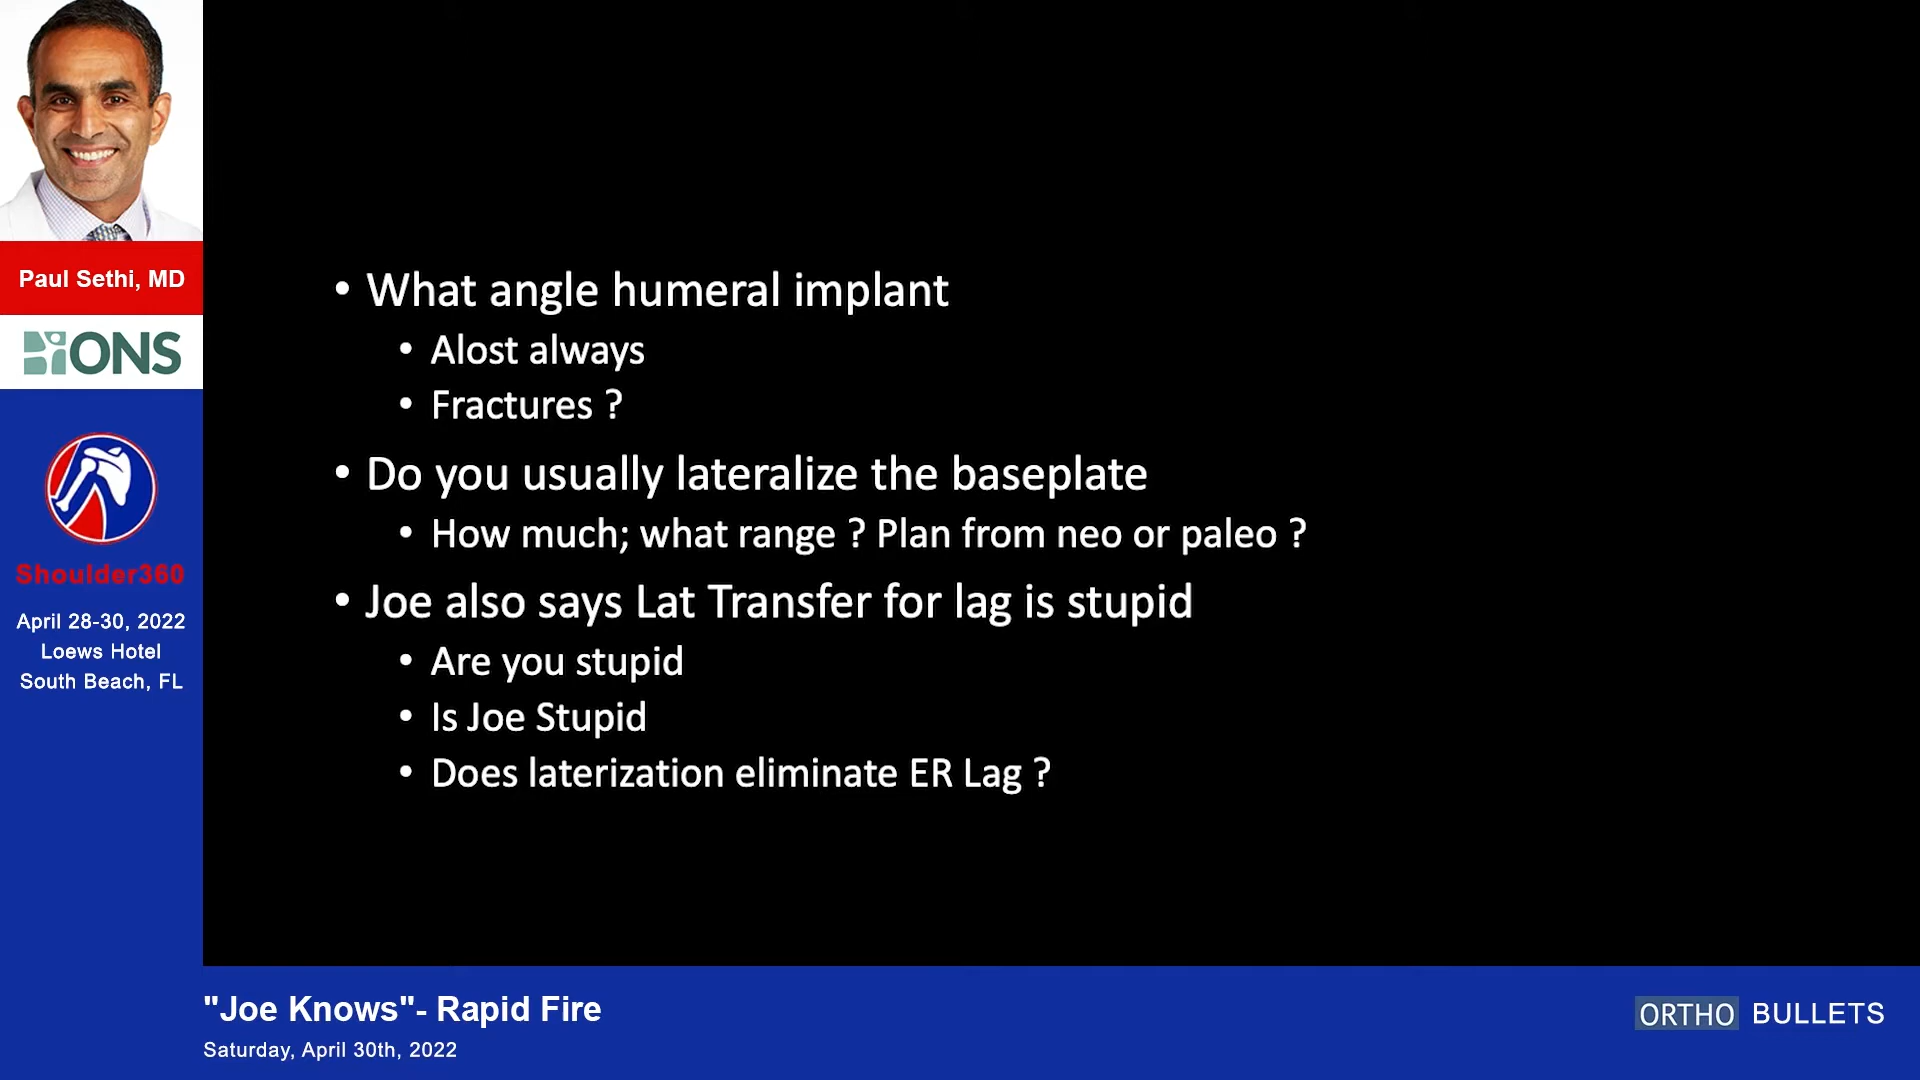 Paul Sethi, MD
ONS
Shoulder360
April 28-30, 2022
Loews Hotel
South Beach, FL
• What angle humeral implant
• Alost always
• Fractures ?
• Do you usually lateralize the baseplate
• How much; what range ? Plan from neo or paleo ?
• Joe also says Lat Transfer for lag is stupid
• Are you stupid
• Is Joe Stupid
• Does laterization eliminate ER Lag ?
"Joe Knows"- Rapid Fire
Saturday, April 30th, 2022
ORTHO BULLETS